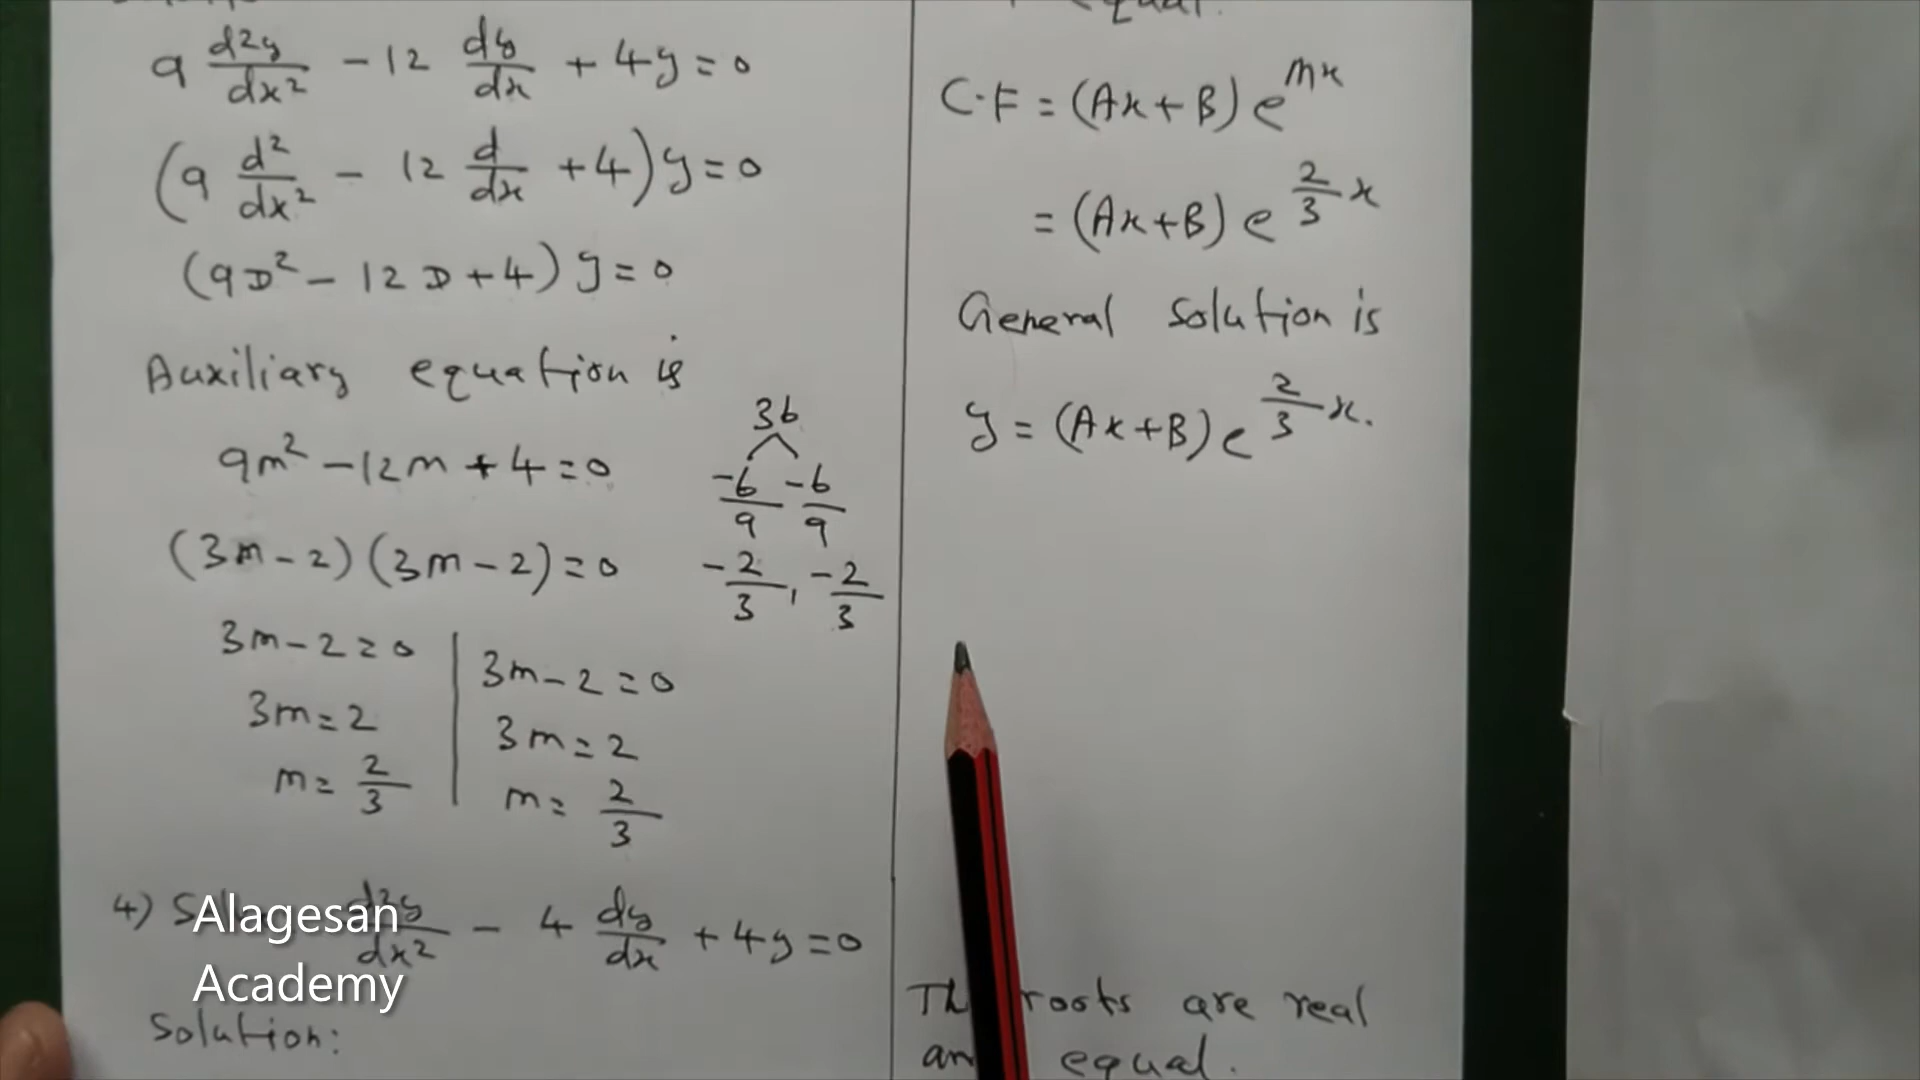 9 d2y/dx² - 12 dy/dx + 4y = 0
(9 d²/dx² - 12 d/dx + 4) y = 0
(9D² - 12 D + 4) y = 0
Auxiliary equation is
9m² - 12m + 4 = 0
(3m - 2) (3m - 2) = 0
36
-6/9 -6/9
-2/3 , -2/3
3m - 2 = 0
3m = 2
m = 2/3
3m - 2 = 0
3m = 2
m = 2/3
4) d2y/dx² - 4 dy/dx + 4y = 0
Solution:
Alagesan
Academy
equal.
C.F = (Ax + B) e^mx
= (Ax + B) e^2/3 x
General solution is
y = (Ax + B) e^2/3 x.
roots are real
equal.